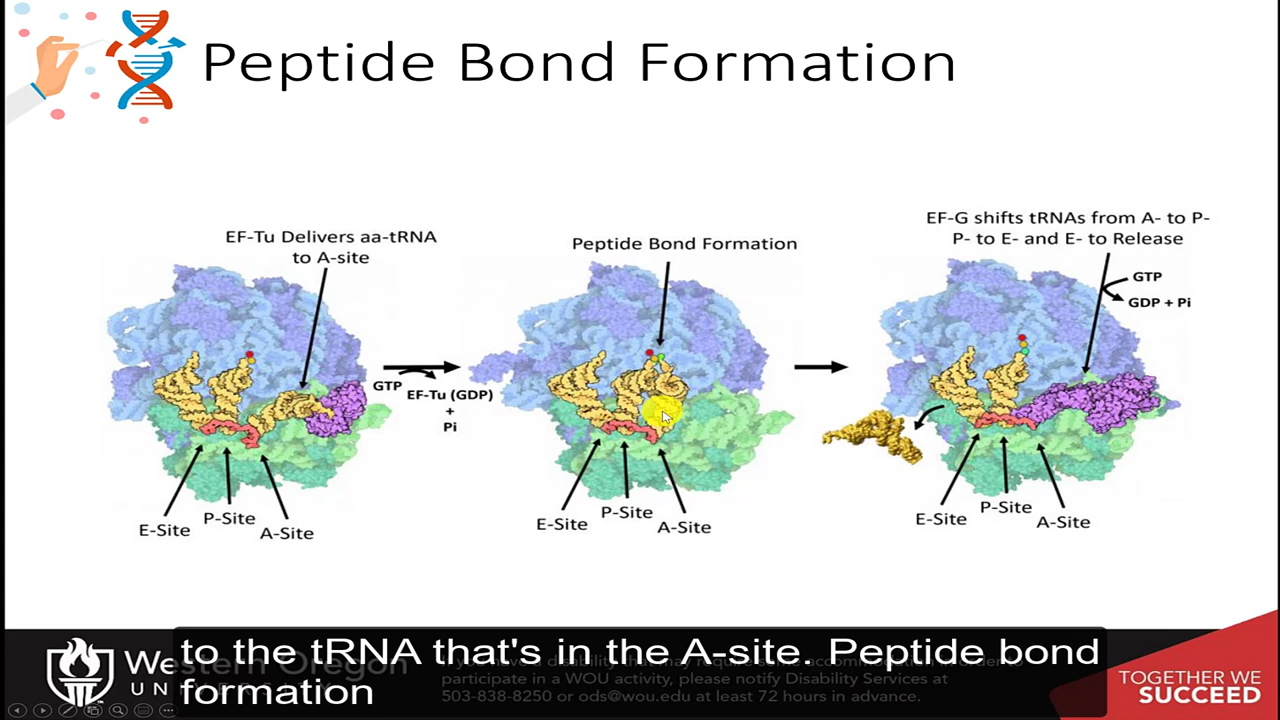 Peptide Bond Formation
EF-Tu Delivers aa-tRNA
to A-site
Peptide Bond Formation
EF-G shifts tRNAs from A- to P-
P- to E- and E- to Release
GTP
GDP + Pi
GTP
EF-Tu (GDP)
+
Pi
E-Site
P-Site
A-Site
E-Site
P-Site
A-Site
E-Site
P-Site
A-Site
to the tRNA that's in the A-site. Peptide bond
formation
We
UN
participate in a WOU activity, please notify Disability Services at
503-838-8250 or ods@wou.edu at least 72 hours in advance.
TOGETHER WE
SUCCEED